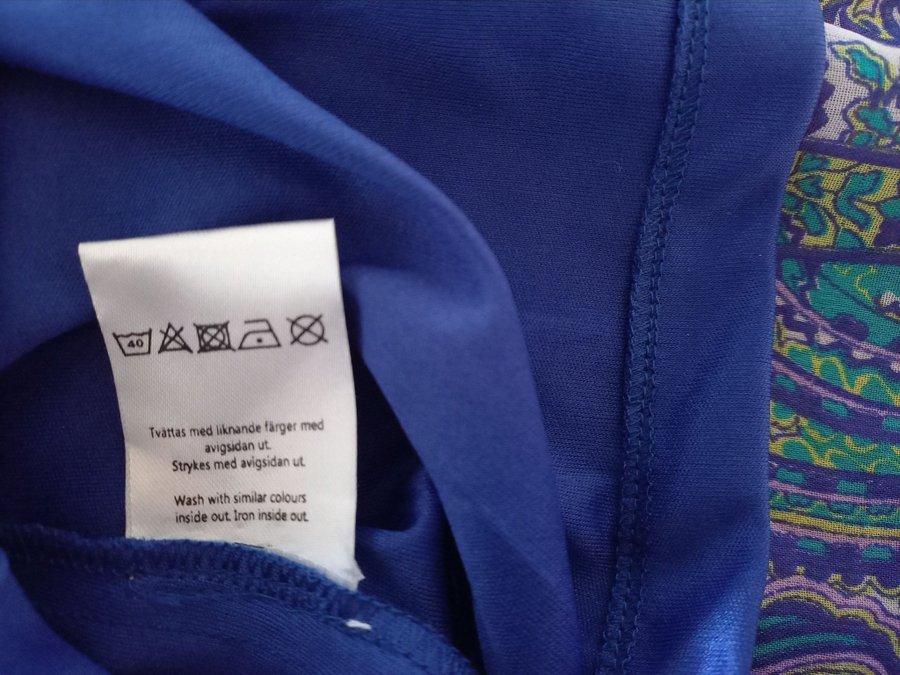 40
Tvättas med liknande färger med
avigsidan ut.
Strykes med avigsidan ut.
Wash with similar colours
inside out. Iron inside out.